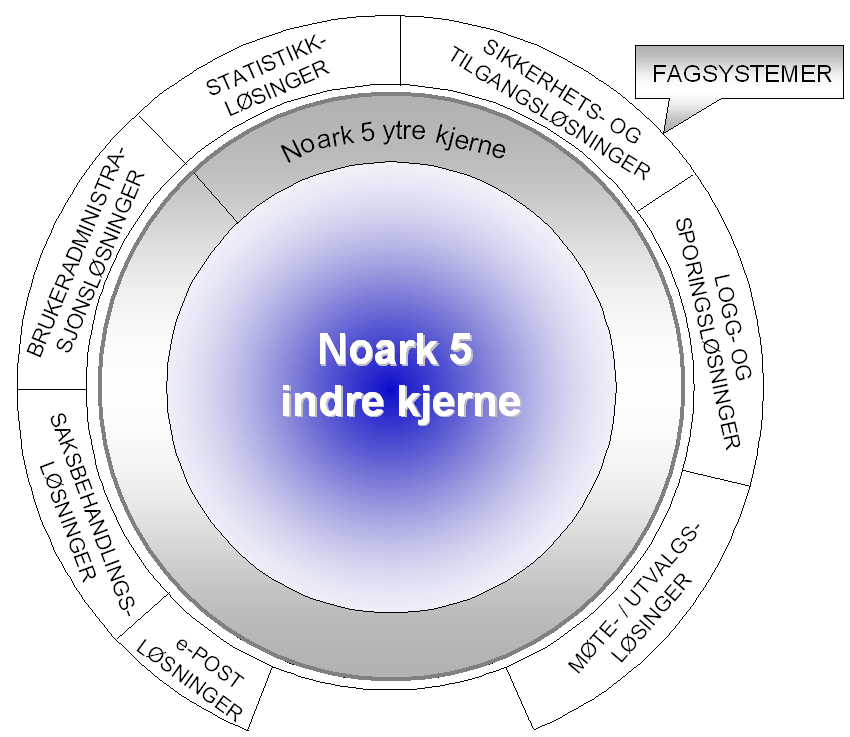 STATISTIKK-
LØSINGER
SIKKERHETS- OG
TILGANGSLØSNINGER
FAGSYSTEMER
BRUKERADMINISTRA-
SJONSLØSNINGER
Noark 5 ytre kjerne
LOGG- OG
SPORINGSLØSNINGER
Noark 5
indre kjerne
SAKSBEHANDLINGS-
LØSNINGER
MØTE- / UTVALGS-
LØSINGER
e-POST
LØSNINGER